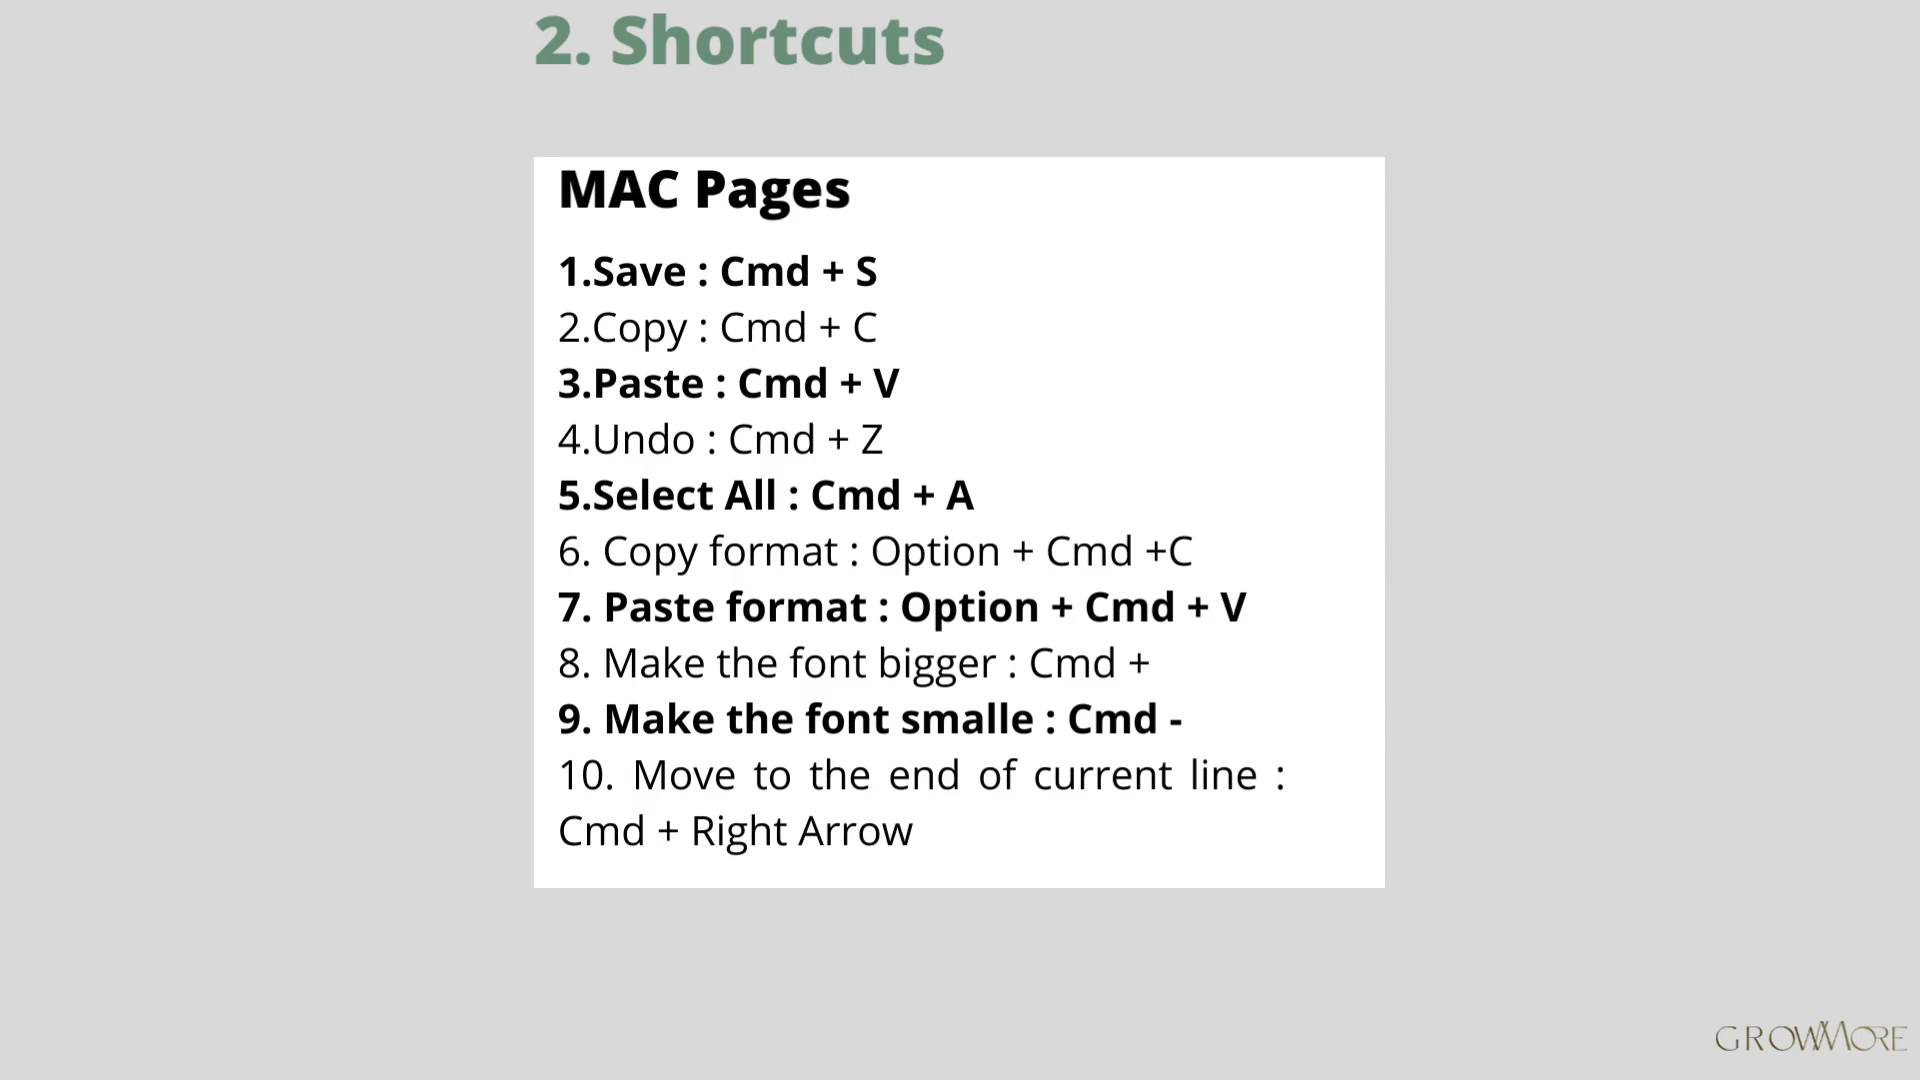 2. Shortcuts
MAC Pages
1.Save : Cmd + S
2.Copy : Cmd + C
3.Paste : Cmd + V
4.Undo : Cmd + Z
5.Select All : Cmd + A
6. Copy format : Option + Cmd +C
7. Paste format : Option + Cmd + V
8. Make the font bigger : Cmd +
9. Make the font smalle : Cmd -
10. Move to the end of current line :
Cmd + Right Arrow
GROWMORE